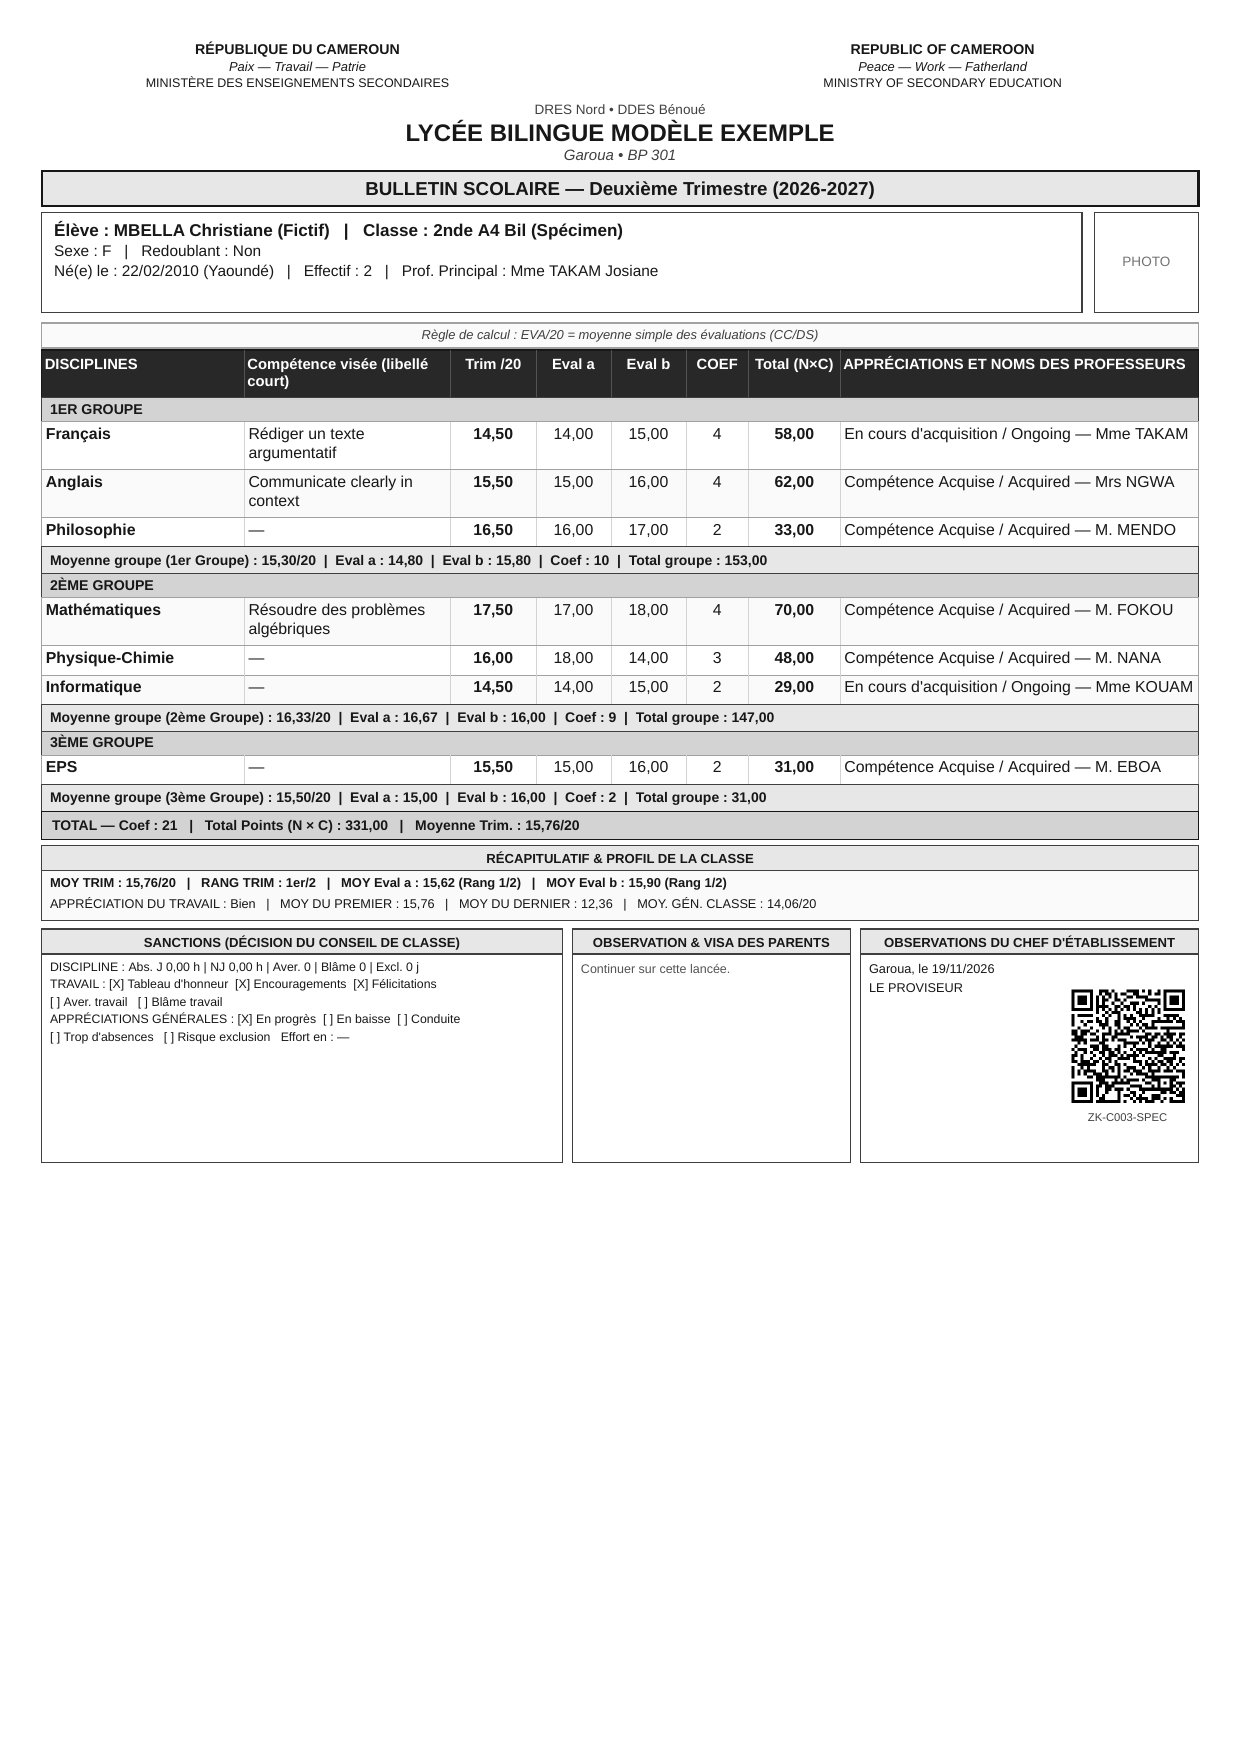 RÉPUBLIQUE DU CAMEROUN
Paix — Travail — Patrie
MINISTÈRE DES ENSEIGNEMENTS SECONDAIRES
REPUBLIC OF CAMEROON
Peace — Work — Fatherland
MINISTRY OF SECONDARY EDUCATION
DRES Nord • DDES Bénoué
LYCÉE BILINGUE MODÈLE EXEMPLE
Garoua • BP 301
BULLETIN SCOLAIRE — Deuxième Trimestre (2026-2027)
Élève : MBELLA Christiane (Fictif) | Classe : 2nde A4 Bil (Spécimen)
Sexe : F | Redoublant : Non
Né(e) le : 22/02/2010 (Yaoundé) | Effectif : 2 | Prof. Principal : Mme TAKAM Josiane
PHOTO
Règle de calcul : EVA/20 = moyenne simple des évaluations (CC/DS)
DISCIPLINES Compétence visée (libellé court) Trim /20 Eval a Eval b COEF Total (N×C) APPRÉCIATIONS ET NOMS DES PROFESSEURS
1ER GROUPE
Français Rédiger un texte argumentatif 14,50 14,00 15,00 4 58,00 En cours d'acquisition / Ongoing — Mme TAKAM
Anglais Communicate clearly in context 15,50 15,00 16,00 4 62,00 Compétence Acquise / Acquired — Mrs NGWA
Philosophie — 16,50 16,00 17,00 2 33,00 Compétence Acquise / Acquired — M. MENDO
Moyenne groupe (1er Groupe) : 15,30/20 | Eval a : 14,80 | Eval b : 15,80 | Coef : 10 | Total groupe : 153,00
2ÈME GROUPE
Mathématiques Résoudre des problèmes algébriques 17,50 17,00 18,00 4 70,00 Compétence Acquise / Acquired — M. FOKOU
Physique-Chimie — 16,00 18,00 14,00 3 48,00 Compétence Acquise / Acquired — M. NANA
Informatique — 14,50 14,00 15,00 2 29,00 En cours d'acquisition / Ongoing — Mme KOUAM
Moyenne groupe (2ème Groupe) : 16,33/20 | Eval a : 16,67 | Eval b : 16,00 | Coef : 9 | Total groupe : 147,00
3ÈME GROUPE
EPS — 15,50 15,00 16,00 2 31,00 Compétence Acquise / Acquired — M. EBOA
Moyenne groupe (3ème Groupe) : 15,50/20 | Eval a : 15,00 | Eval b : 16,00 | Coef : 2 | Total groupe : 31,00
TOTAL — Coef : 21 | Total Points (N × C) : 331,00 | Moyenne Trim. : 15,76/20
RÉCAPITULATIF & PROFIL DE LA CLASSE
MOY TRIM : 15,76/20 | RANG TRIM : 1er/2 | MOY Eval a : 15,62 (Rang 1/2) | MOY Eval b : 15,90 (Rang 1/2)
APPRÉCIATION DU TRAVAIL : Bien | MOY DU PREMIER : 15,76 | MOY DU DERNIER : 12,36 | MOY. GÉN. CLASSE : 14,06/20
SANCTIONS (DÉCISION DU CONSEIL DE CLASSE)
DISCIPLINE : Abs. J 0,00 h | NJ 0,00 h | Aver. 0 | Blâme 0 | Excl. 0 j
TRAVAIL : [X] Tableau d'honneur [X] Encouragements [X] Félicitations
[ ] Aver. travail [ ] Blâme travail
APPRÉCIATIONS GÉNÉRALES : [X] En progrès [ ] En baisse [ ] Conduite
[ ] Trop d'absences [ ] Risque exclusion Effort en : —
OBSERVATION & VISA DES PARENTS
Continuer sur cette lancée.
OBSERVATIONS DU CHEF D'ÉTABLISSEMENT
Garoua, le 19/11/2026
LE PROVISEUR
ZK-C003-SPEC